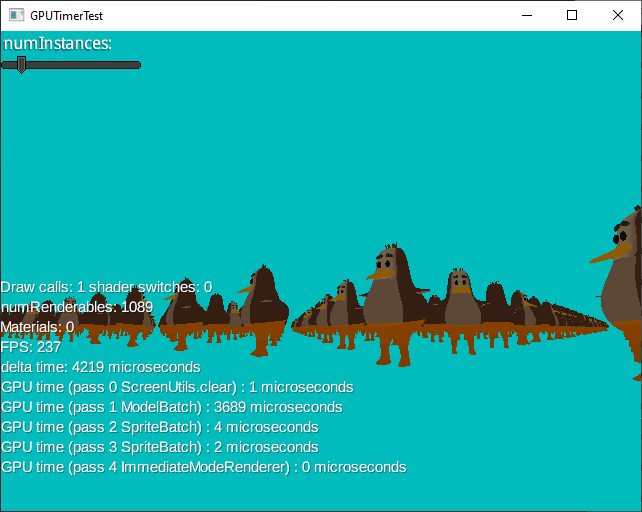 GPUTimerTest
numInstances:
Draw calls: 1 shader switches: 0
numRenderables: 1089
Materials: 0
FPS: 237
delta time: 4219 microseconds
GPU time (pass 0 ScreenUtils.clear) : 1 microseconds
GPU time (pass 1 ModelBatch) : 3689 microseconds
GPU time (pass 2 SpriteBatch) : 4 microseconds
GPU time (pass 3 SpriteBatch) : 2 microseconds
GPU time (pass 4 ImmediateModeRenderer) : 0 microseconds